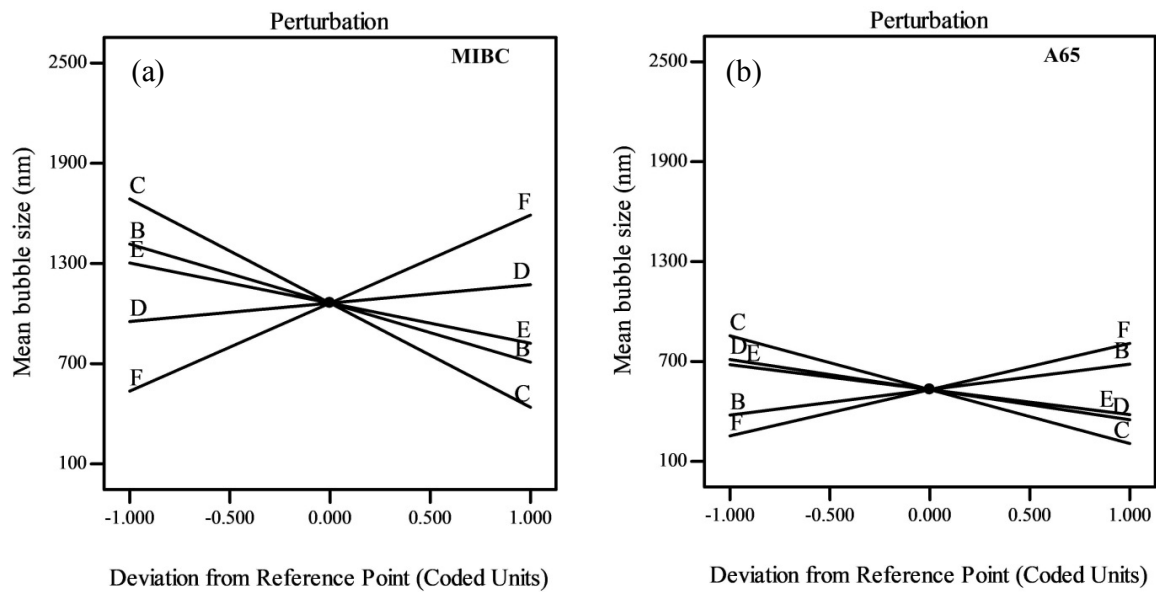 Perturbation
(a)
MIBC
2500
1900
1300
700
100
Mean bubble size (nm)
C
B
E
D
F
F
D
E
B
C
-1.000
-0.500
0.000
0.500
1.000
Deviation from Reference Point (Coded Units)
Perturbation
(b)
A65
2500
1900
1300
700
100
Mean bubble size (nm)
C
D
E
B
F
F
B
E
D
C
-1.000
-0.500
0.000
0.500
1.000
Deviation from Reference Point (Coded Units)